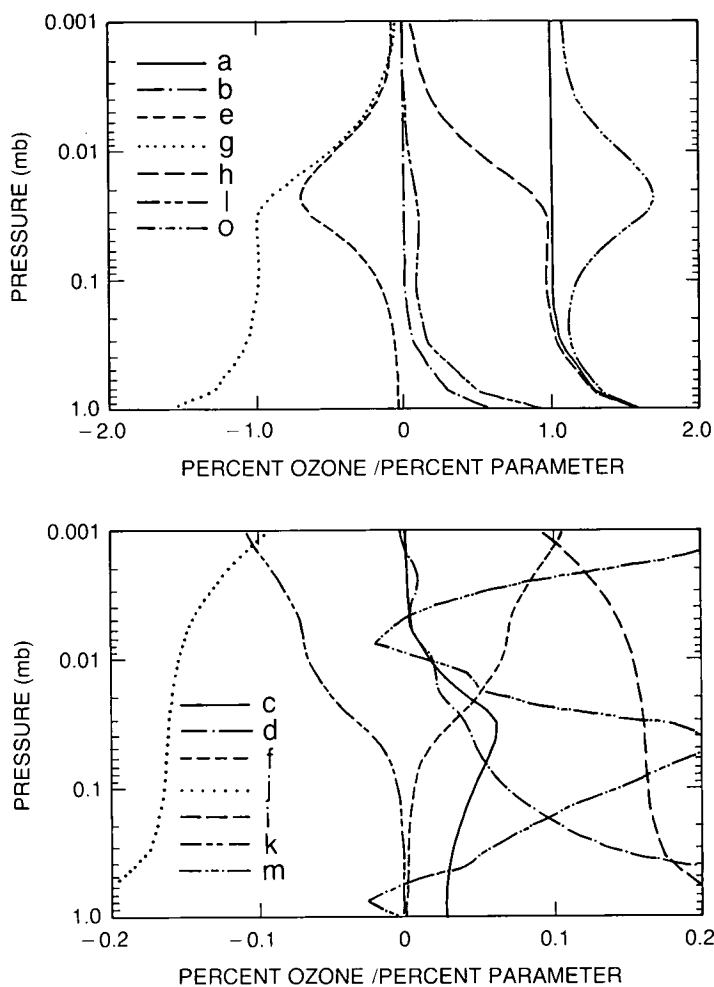 0.001
0.01
0.1
1.0
PRESSURE (mb)
a
b
e
g
h
l
o
−2.0 −1.0 0 1.0 2.0
PERCENT OZONE /PERCENT PARAMETER
0.001
0.01
0.1
1.0
PRESSURE (mb)
c
d
f
j
i
k
m
−0.2 −0.1 0 0.1 0.2
PERCENT OZONE /PERCENT PARAMETER